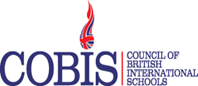 COBIS
COUNCIL OF
BRITISH
INTERNATIONAL
SCHOOLS